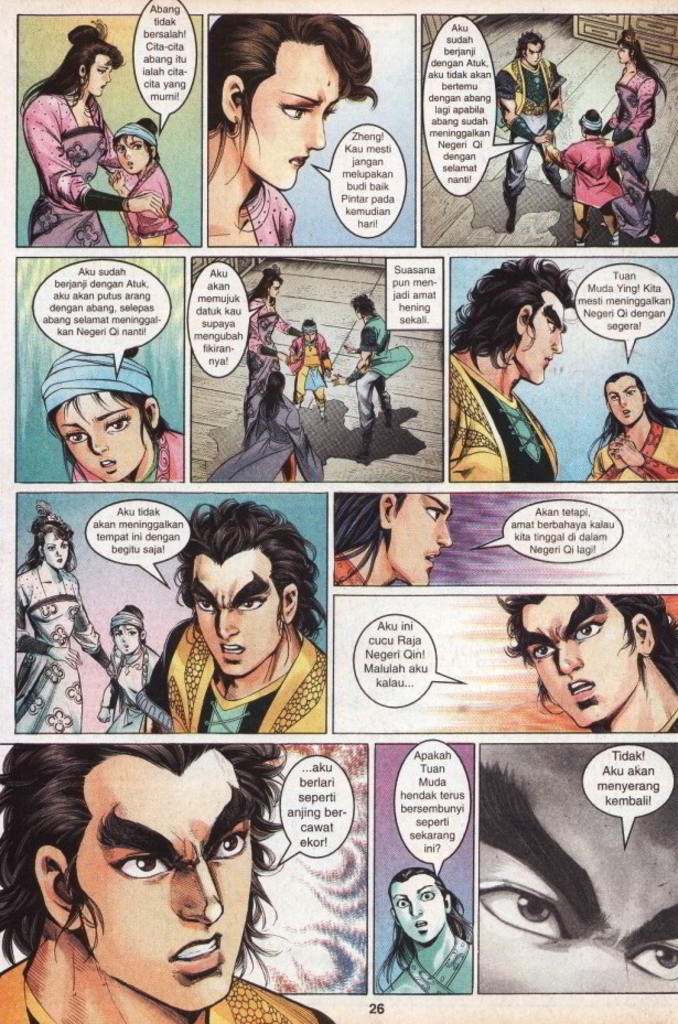 Abang
tidak
bersalah!
Cita-cita
abang itu
ialah cita-
cita yang
murni!
Zheng!
Kau mesti
jangan
melupakan
budi baik
Pintar pada
kemudian
hari!
Aku
sudah
berjanji
dengan Atuk,
aku tidak akan
bertemu
dengan abang
lagi apabila
abang sudah
meninggalkan
Negeri Qi
dengan
selamat
nanti!
Aku sudah
berjanji dengan Atuk,
aku akan putus arang
dengan abang, selepas
abang selamat meninggal-
kan Negeri Qi nanti!
Aku
akan
memujuk
datuk kau
supaya
mengubah
fikiran-
nya!
Suasana
pun men-
jadi amat
hening
sekali.
Tuan
Muda Ying! Kita
mesti meninggalkan
Negeri Qi dengan
segera!
Aku tidak
akan meninggalkan
tempat ini dengan
begitu saja!
Akan tetapi,
amat berbahaya kalau
kita tinggal di dalam
Negeri Qi lagi!
Aku ini
cucu Raja
Negeri Qin!
Malulah aku
kalau...
...aku
berlari
seperti
anjing ber-
cawat
ekor!
Apakah
Tuan
Muda
hendak terus
bersembunyi
seperti
sekarang
ini?
Tidak!
Aku akan
menyerang
kembali!
26